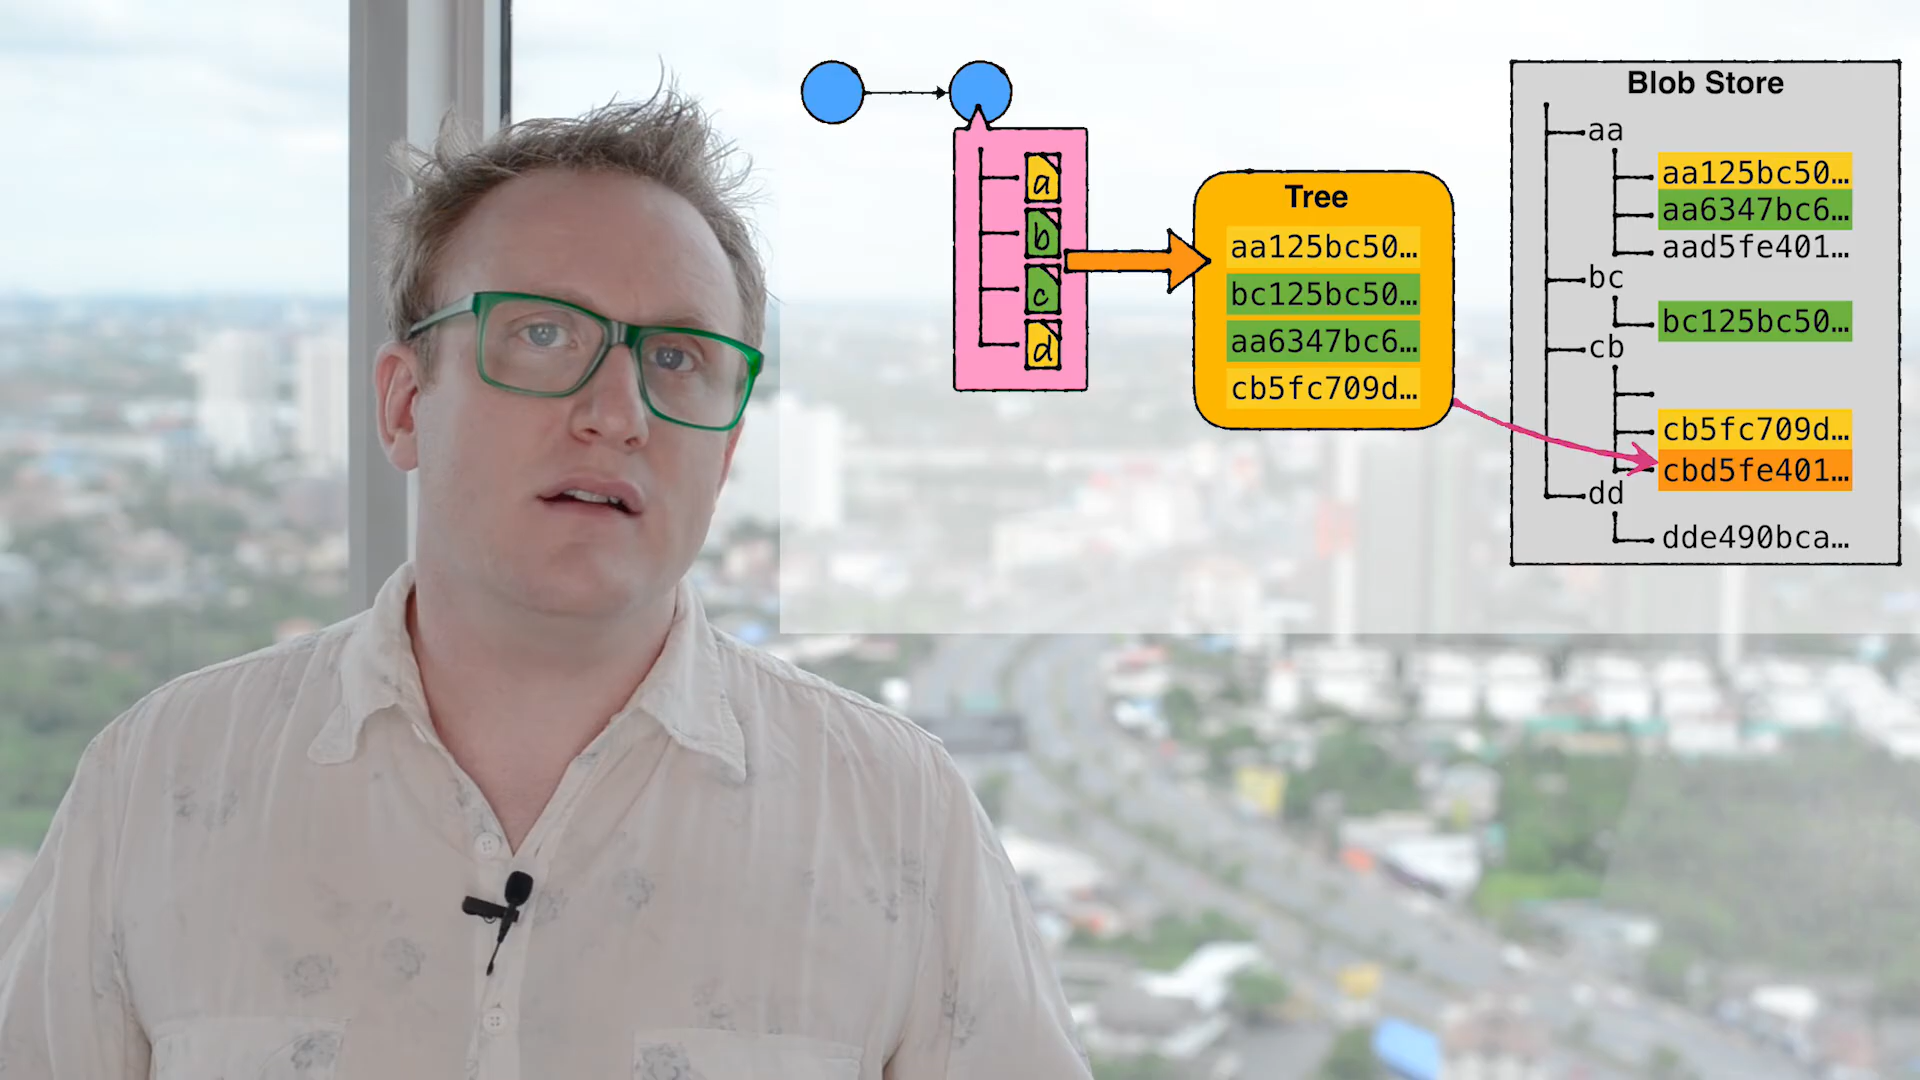 a
b
c
d
Tree
aa125bc50…
bc125bc50…
aa6347bc6…
cb5fc709d…
Blob Store
aa
aa125bc50…
aa6347bc6…
aad5fe401…
bc
bc125bc50…
cb
cb5fc709d…
cbd5fe401…
dd
dde490bca…